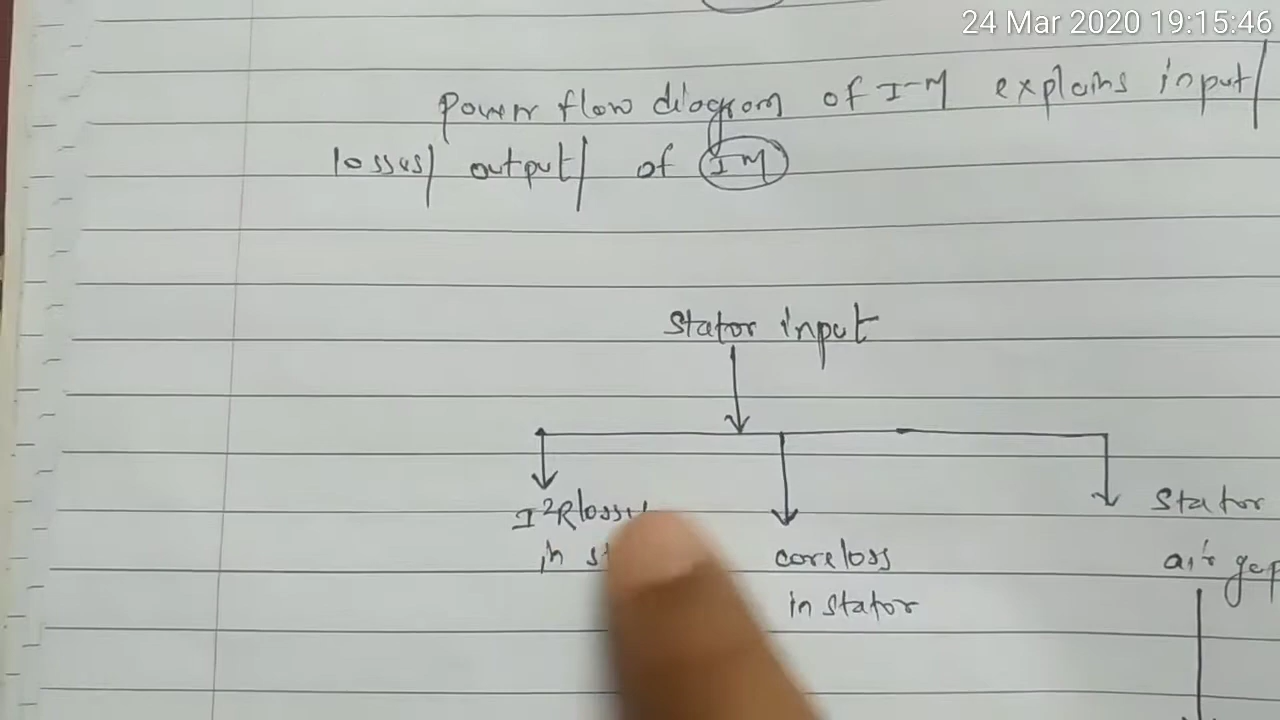 24 Mar 2020 19:15:46
Power flow diagram of I-M explains input/
losses/ output/ of IM
Stator input
I²R losses
in
core loss
in stator
Stator
air gap